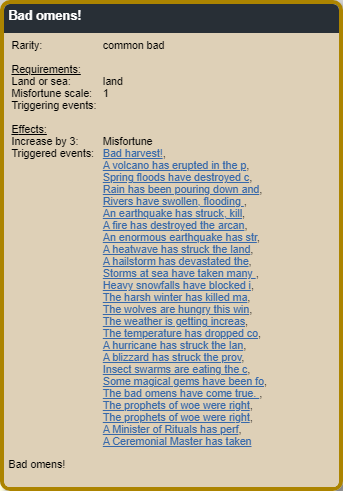 Bad omens!
Rarity: common bad
Requirements:
Land or sea: land
Misfortune scale: 1
Triggering events:
Effects:
Increase by 3: Misfortune
Triggered events: Bad harvest!,
A volcano has erupted in the p,
Spring floods have destroyed c,
Rain has been pouring down and,
Rivers have swollen, flooding ,
An earthquake has struck, kill,
A fire has destroyed the arcan,
An enormous earthquake has str,
A heatwave has struck the land,
A hailstorm has devastated the,
Storms at sea have taken many ,
Heavy snowfalls have blocked i,
The harsh winter has killed ma,
The wolves are hungry this win,
The weather is getting increas,
The temperature has dropped co,
A hurricane has struck the lan,
A blizzard has struck the prov,
Insect swarms are eating the c,
Some magical gems have been fo,
The bad omens have come true. ,
The prophets of woe were right,
The prophets of woe were right,
A Minister of Rituals has perf,
A Ceremonial Master has taken
Bad omens!